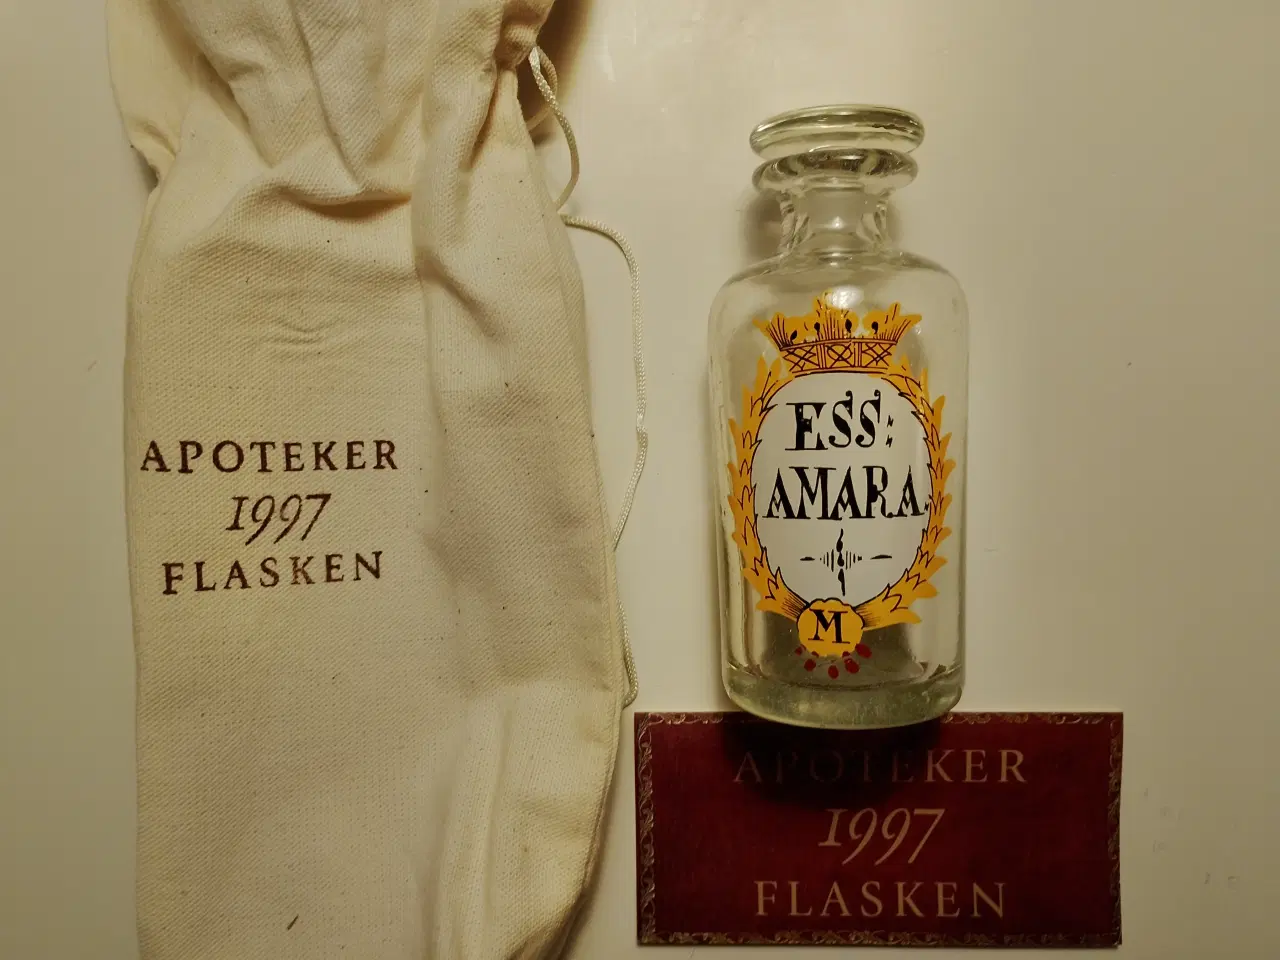 APOTEKER
1997
FLASKEN
ESS:
AMARA
M
APOTEKER
1997
FLASKEN